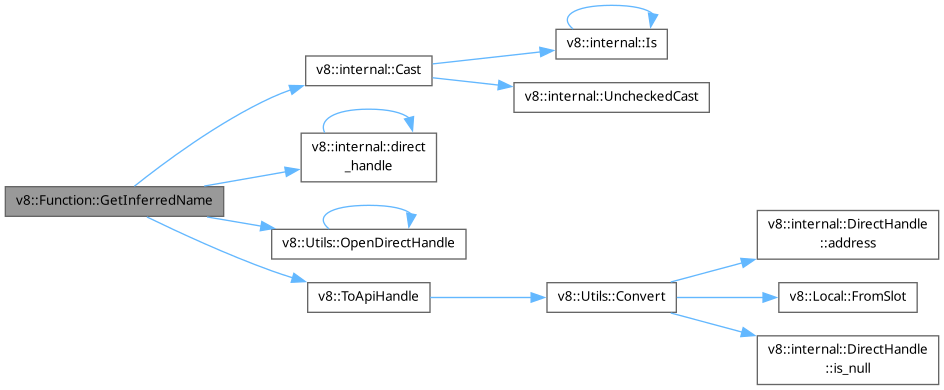 v8::internal::Is
v8::internal::Cast
v8::internal::UncheckedCast
v8::internal::direct
_handle
v8::Function::GetInferredName
v8::Utils::OpenDirectHandle
v8::internal::DirectHandle
::address
v8::ToApiHandle
v8::Utils::Convert
v8::Local::FromSlot
v8::internal::DirectHandle
::is_null